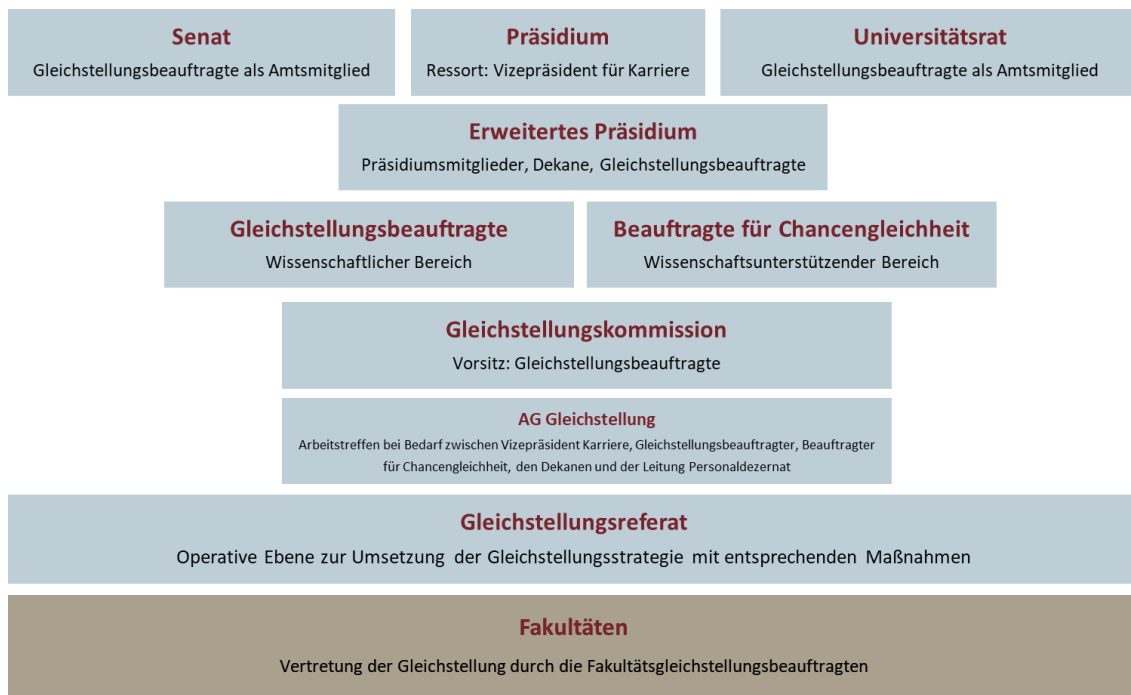 Senat
Gleichstellungsbeauftragte als Amtsmitglied
Präsidium
Ressort: Vizepräsident für Karriere
Universitätsrat
Gleichstellungsbeauftragte als Amtsmitglied
Erweitertes Präsidium
Präsidiumsmitglieder, Dekane, Gleichstellungsbeauftragte
Gleichstellungsbeauftragte
Wissenschaftlicher Bereich
Beauftragte für Chancengleichheit
Wissenschaftsunterstützender Bereich
Gleichstellungskommission
Vorsitz: Gleichstellungsbeauftragte
AG Gleichstellung
Arbeitstreffen bei Bedarf zwischen Vizepräsident Karriere, Gleichstellungsbeauftragter, Beauftragter
für Chancengleichheit, den Dekanen und der Leitung Personaldezernat
Gleichstellungsreferat
Operative Ebene zur Umsetzung der Gleichstellungsstrategie mit entsprechenden Maßnahmen
Fakultäten
Vertretung der Gleichstellung durch die Fakultätsgleichstellungsbeauftragten